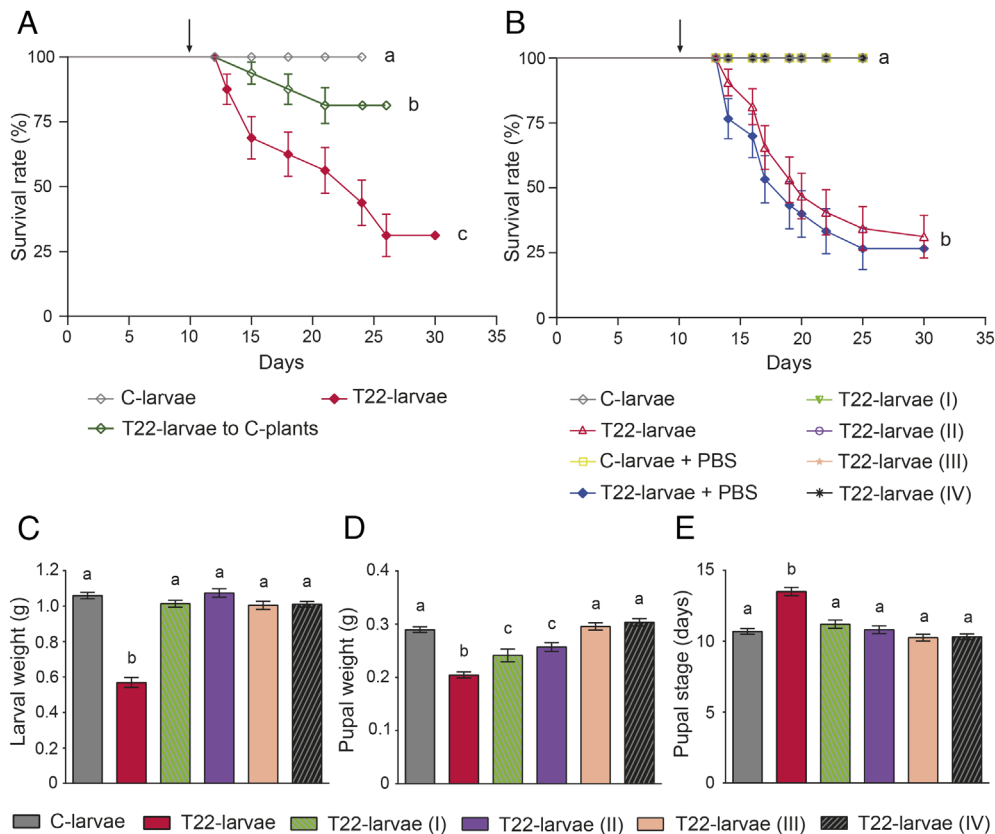 A
B
100
75
50
25
0
Survival rate (%)
a
b
c
0 5 10 15 20 25 30 35
Days
C-larvae
T22-larvae
T22-larvae to C-plants
100
75
50
25
0
Survival rate (%)
a
b
0 5 10 15 20 25 30 35
Days
C-larvae
T22-larvae
C-larvae + PBS
T22-larvae + PBS
T22-larvae (I)
T22-larvae (II)
T22-larvae (III)
T22-larvae (IV)
C
1.2
1.0
0.8
0.6
0.4
0.2
0
Larval weight (g)
a b a a a a
D
0.4
0.3
0.2
0.1
0
Pupal weight (g)
a b c c a a
E
15
10
5
0
Pupal stage (days)
a b a a a a
C-larvae T22-larvae T22-larvae (I) T22-larvae (II) T22-larvae (III) T22-larvae (IV)